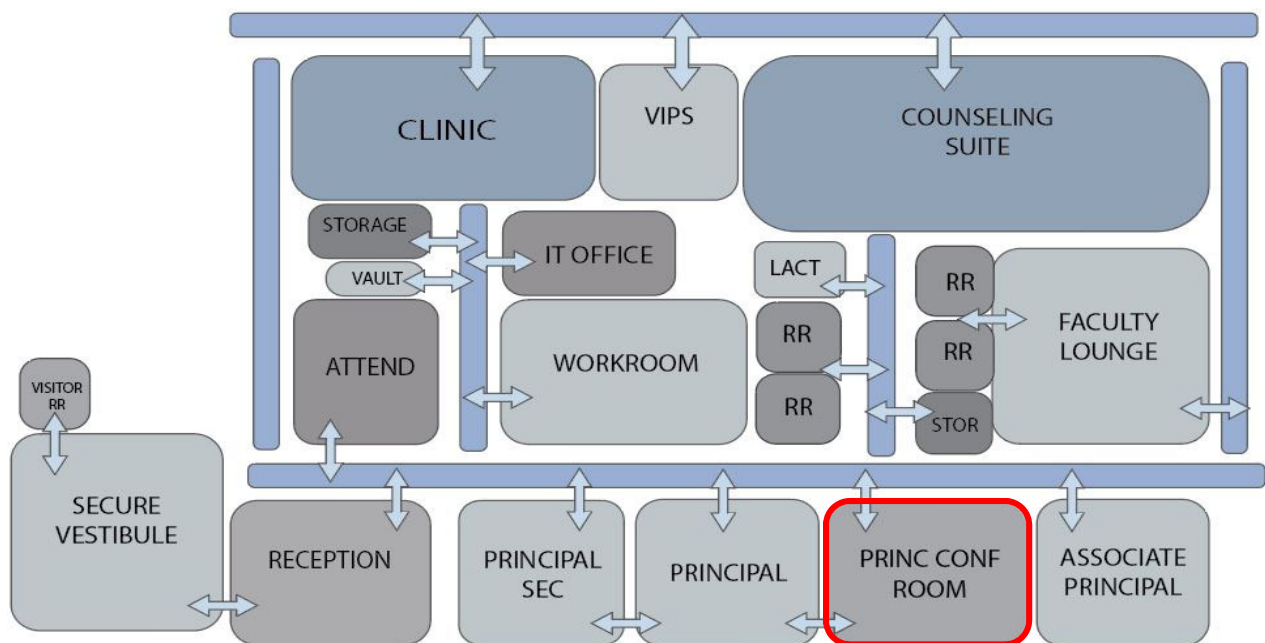 CLINIC
VIPS
COUNSELING
SUITE
STORAGE
IT OFFICE
VAULT
LACT
RR
FACULTY
LOUNGE
ATTEND
WORKROOM
RR
RR
RR
STOR
VISITOR
RR
SECURE
VESTIBULE
RECEPTION
PRINCIPAL
SEC
PRINCIPAL
PRINC CONF
ROOM
ASSOCIATE
PRINCIPAL